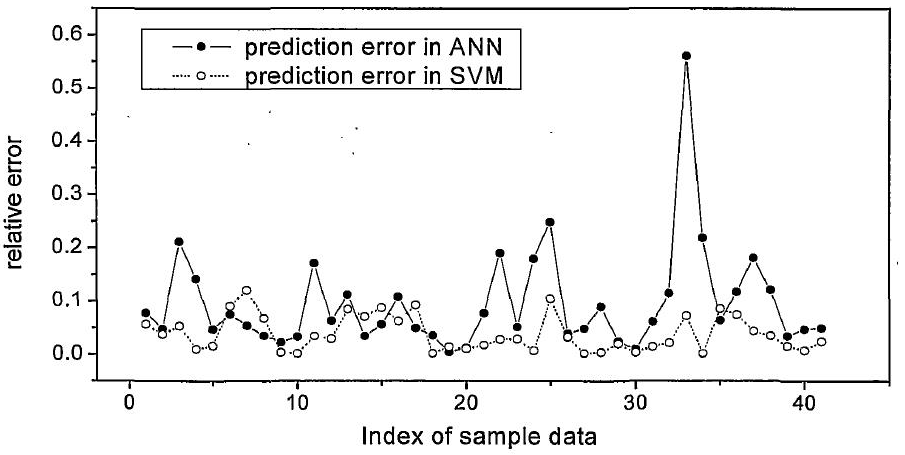 prediction error in ANN
prediction error in SVM
0.6
0.5
0.4
0.3
0.2
0.1
0.0
relative error
0 10 20 30 40
Index of sample data